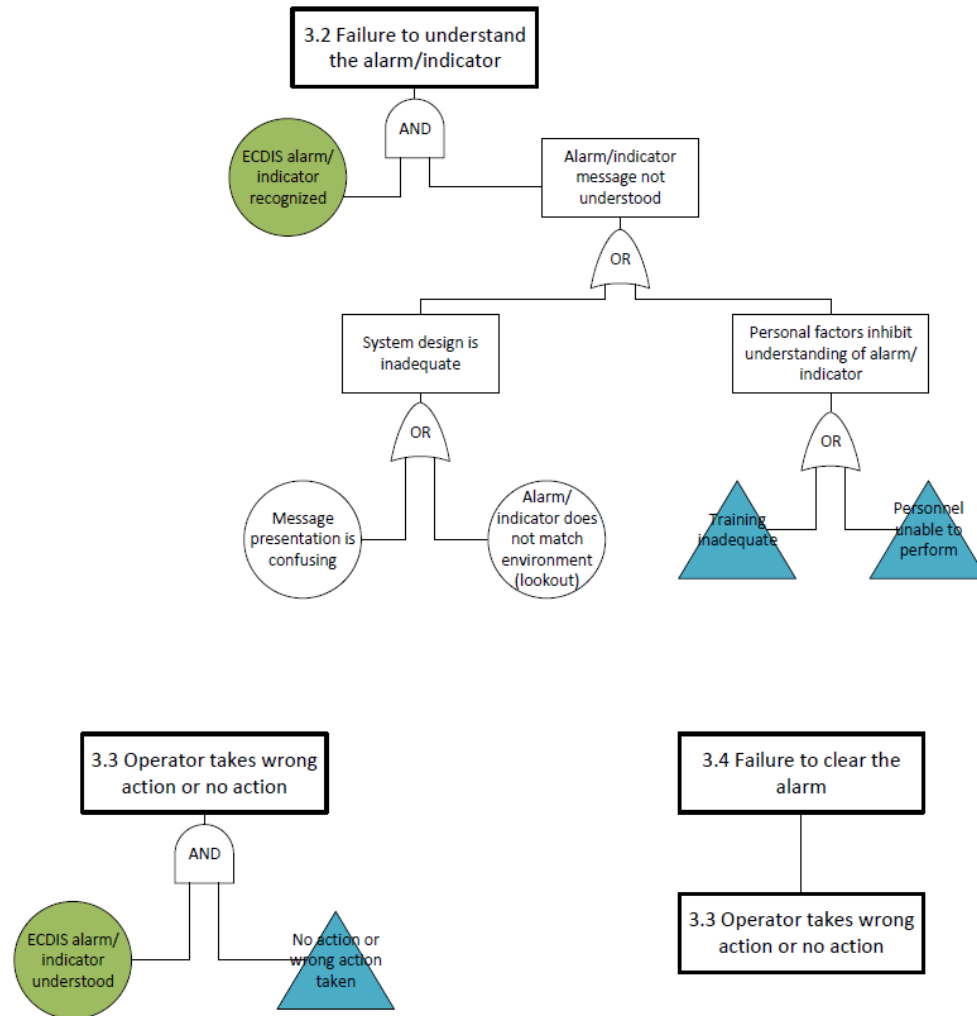 3.2 Failure to understand
the alarm/indicator
AND
ECDIS alarm/
indicator
recognized
Alarm/indicator
message not
understood
OR
System design is
inadequate
Personal factors inhibit
understanding of alarm/
indicator
OR
OR
Message
presentation is
confusing
Alarm/
indicator does
not match
environment
(lookout)
Training
inadequate
Personnel
unable to
perform
3.3 Operator takes wrong
action or no action
AND
ECDIS alarm/
indicator
understood
No action or
wrong action
taken
3.4 Failure to clear the
alarm
3.3 Operator takes wrong
action or no action